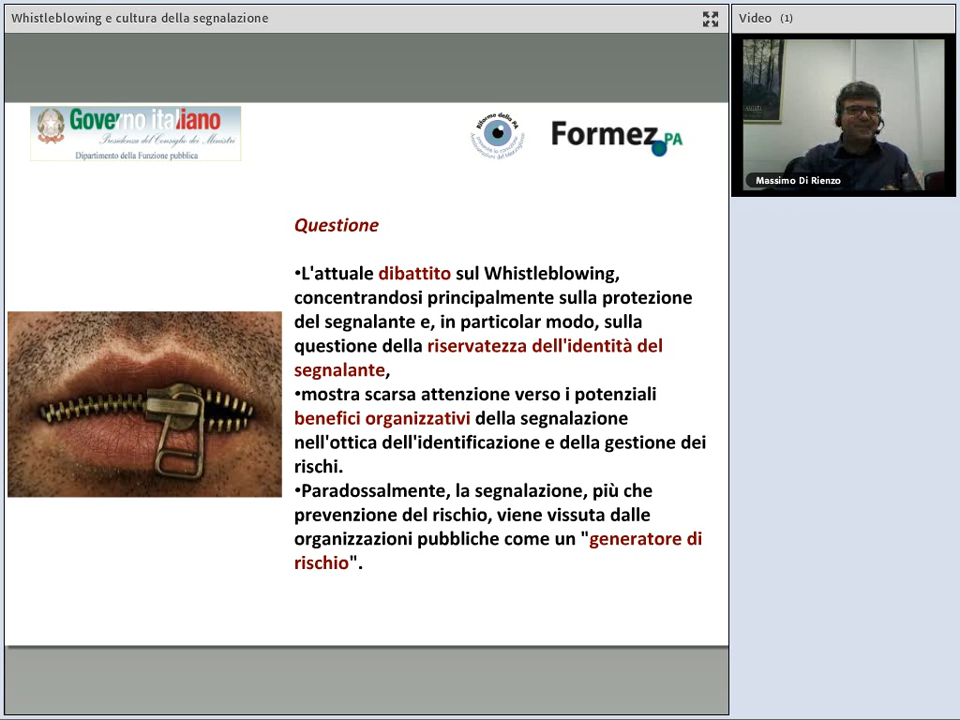 Whistleblowing e cultura della segnalazione
Video (1)
Massimo Di Rienzo
Governo italiano
Presidenza del Consiglio dei Ministri
Dipartimento della Funzione pubblica
Riforme della PA
Formez PA
Questione
•L'attuale dibattito sul Whistleblowing,
concentrandosi principalmente sulla protezione
del segnalante e, in particolar modo, sulla
questione della riservatezza dell'identità del
segnalante,
•mostra scarsa attenzione verso i potenziali
benefici organizzativi della segnalazione
nell'ottica dell'identificazione e della gestione dei
rischi.
•Paradossalmente, la segnalazione, più che
prevenzione del rischio, viene vissuta dalle
organizzazioni pubbliche come un "generatore di
rischio".